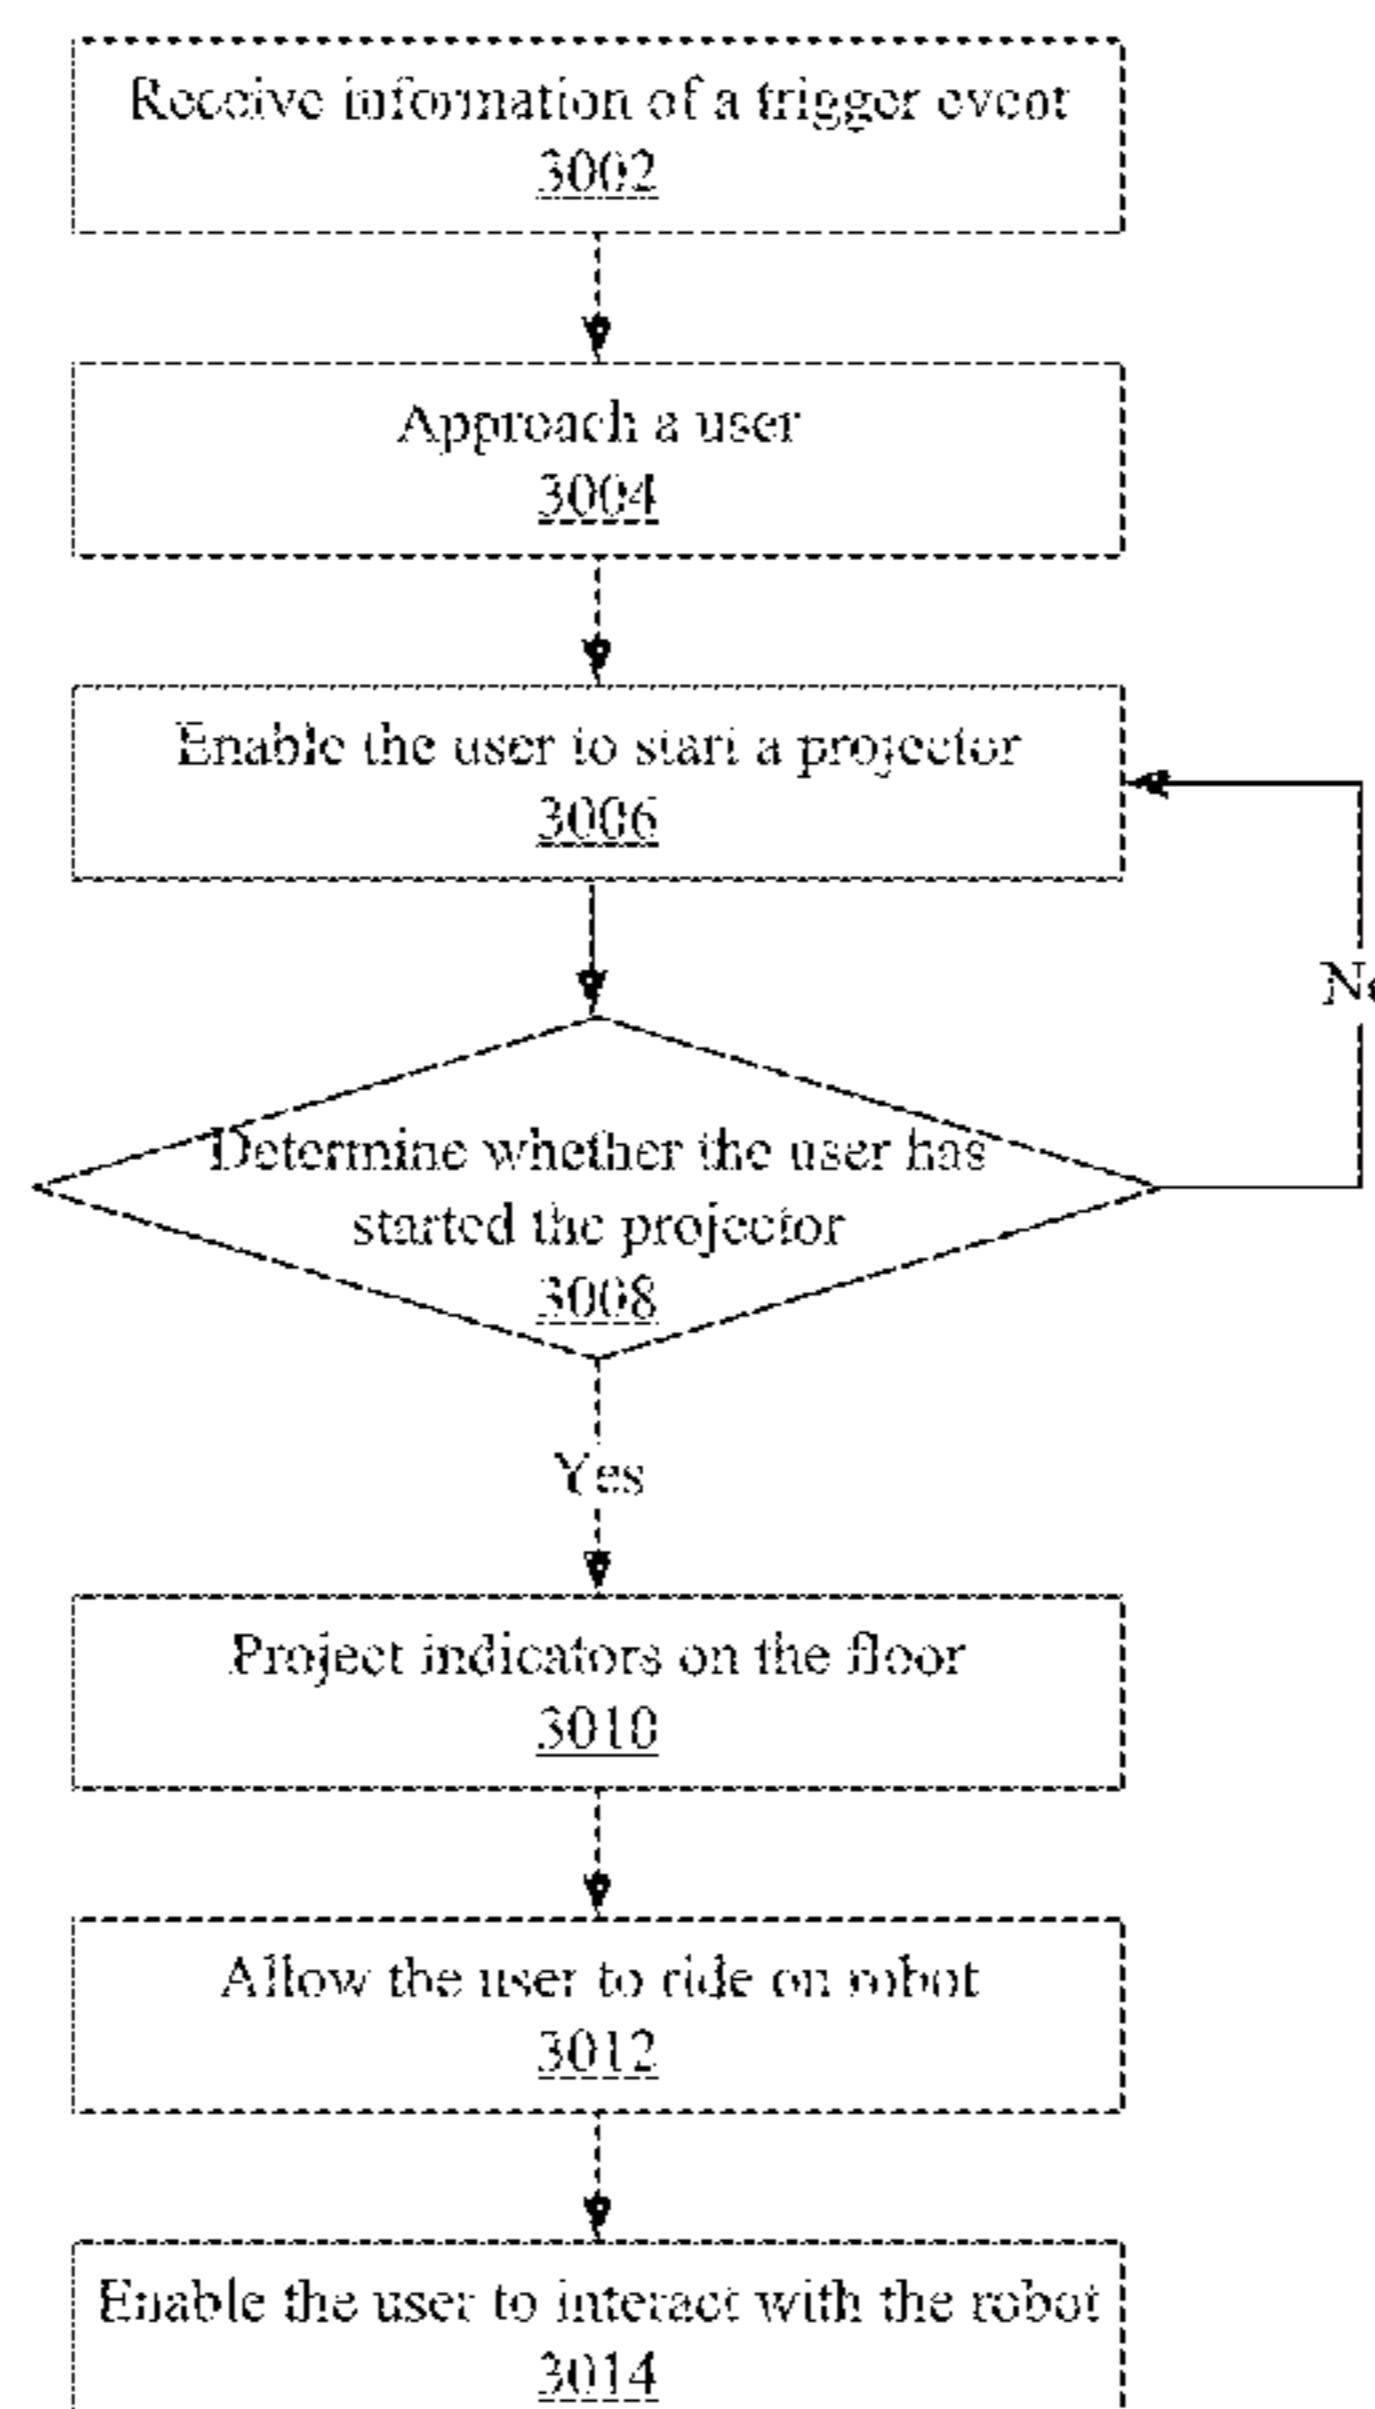 Receive information of a trigger event
3002
Approach a user
3004
Enable the user to start a projector
3006
No
Determine whether the user has
started the projector
3008
Yes
Project indicators on the floor
3010
Allow the user to ride on robot
3012
Enable the user to interact with the robot
3014